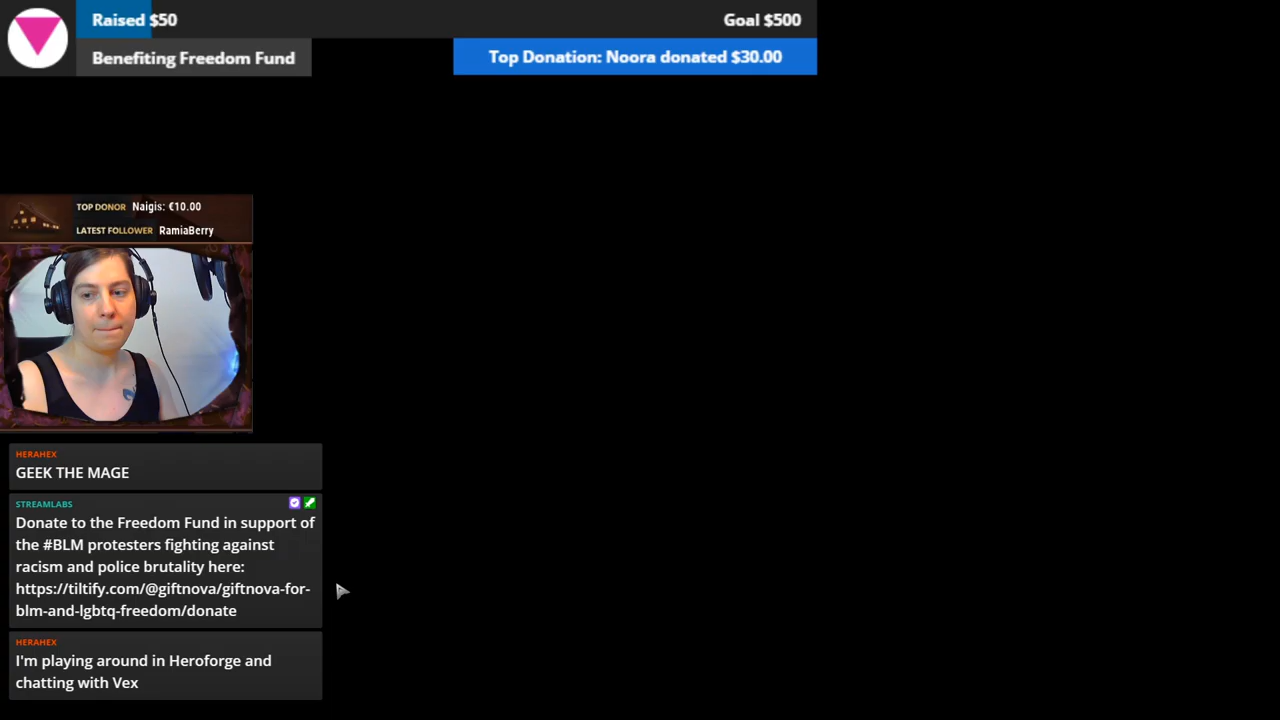 Raised $50
Goal $500
Benefiting Freedom Fund
Top Donation: Noora donated $30.00
TOP DONOR Naigis: €10.00
LATEST FOLLOWER RamiaBerry
HERAHEX
GEEK THE MAGE
STREAMLABS
Donate to the Freedom Fund in support of
the #BLM protesters fighting against
racism and police brutality here:
https://tiltify.com/@giftnova/giftnova-for-
blm-and-lgbtq-freedom/donate
HERAHEX
I'm playing around in Heroforge and
chatting with Vex